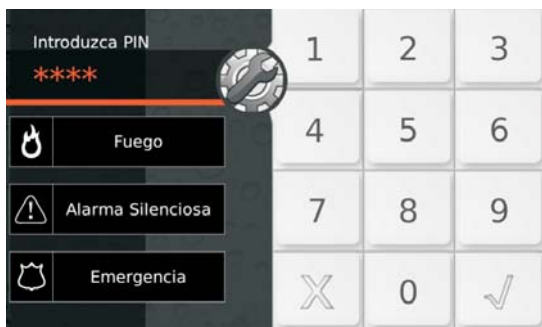 Introduzca PIN
****
Fuego
Alarma Silenciosa
Emergencia
1 2 3
4 5 6
7 8 9
X 0 √